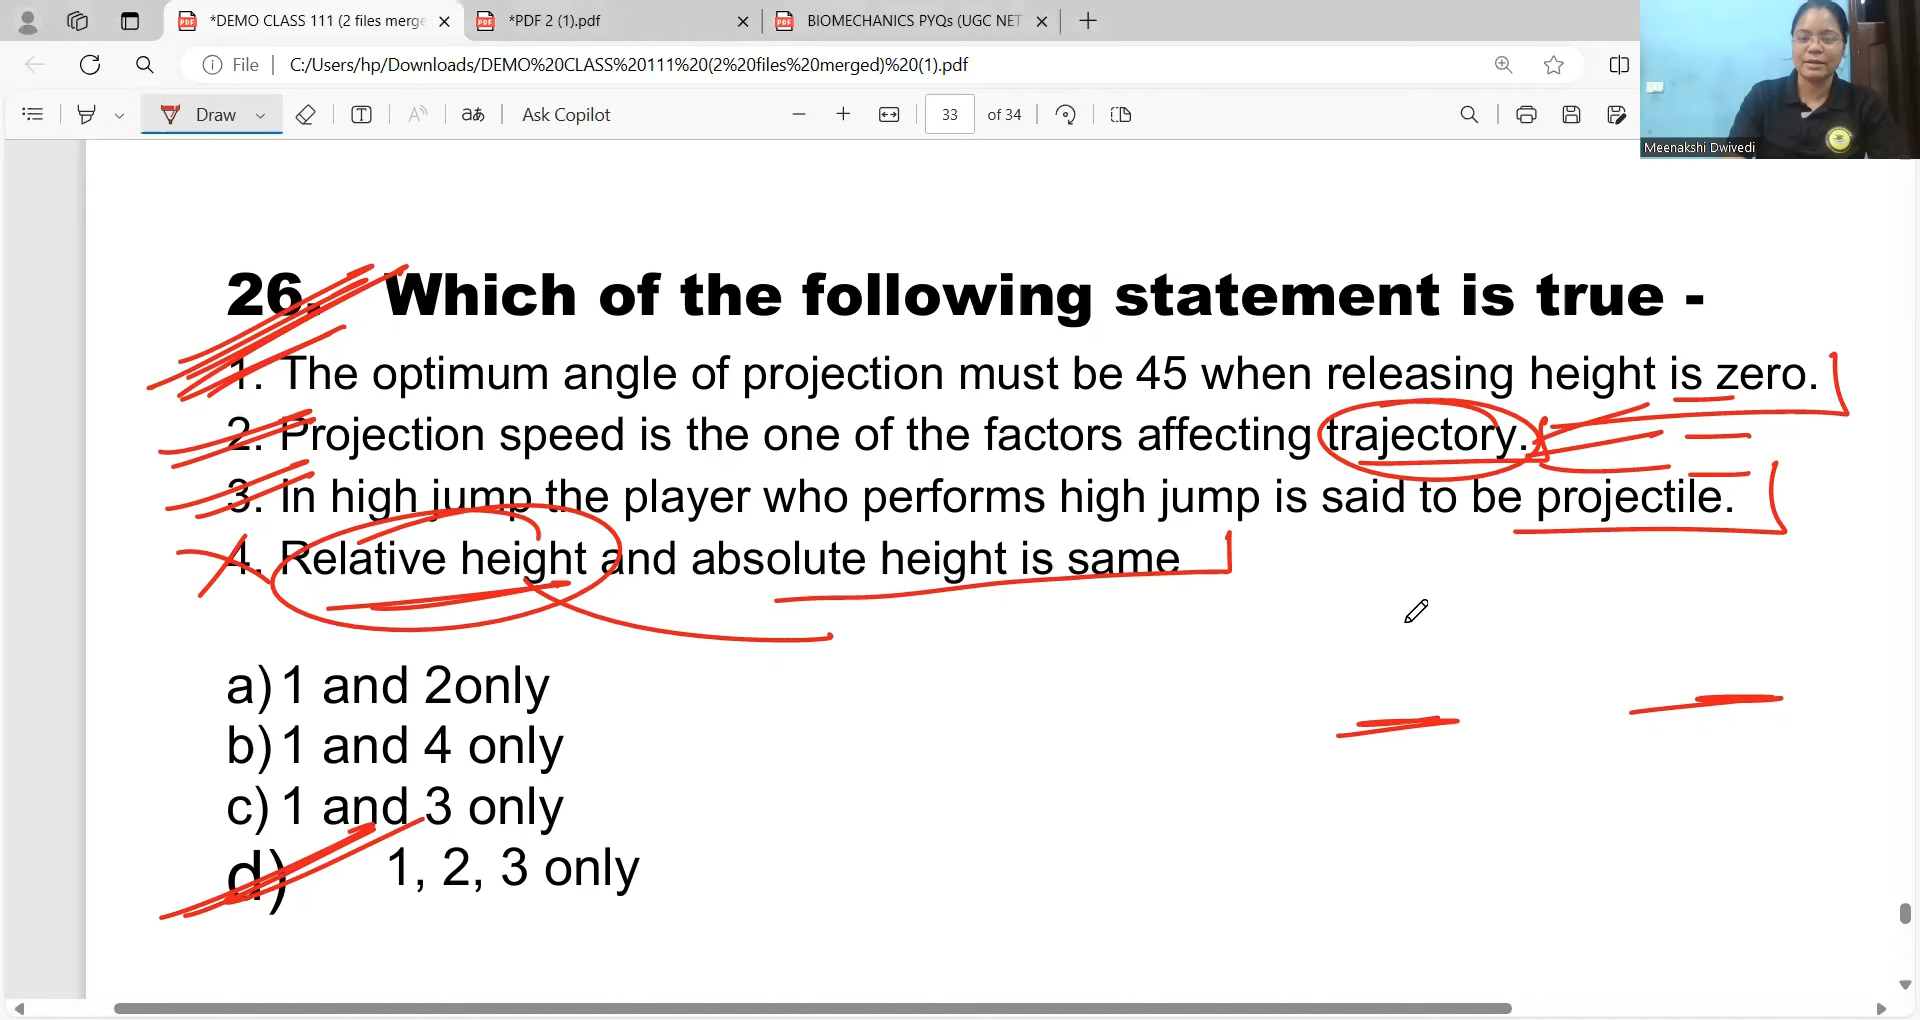 *DEMO CLASS 111 (2 files merge
*PDF 2 (1).pdf
BIOMECHANICS PYQs (UGC NET
File
C:/Users/hp/Downloads/DEMO%20CLASS%20111%20(2%20files%20merged)%20(1).pdf
Draw
Ask Copilot
33 of 34
Meenakshi Dwivedi
26. Which of the following statement is true -
1. The optimum angle of projection must be 45 when releasing height is zero.
2. Projection speed is the one of the factors affecting trajectory.
3. In high jump the player who performs high jump is said to be projectile.
4. Relative height and absolute height is same
a) 1 and 2only
b) 1 and 4 only
c) 1 and 3 only
d) 1, 2, 3 only